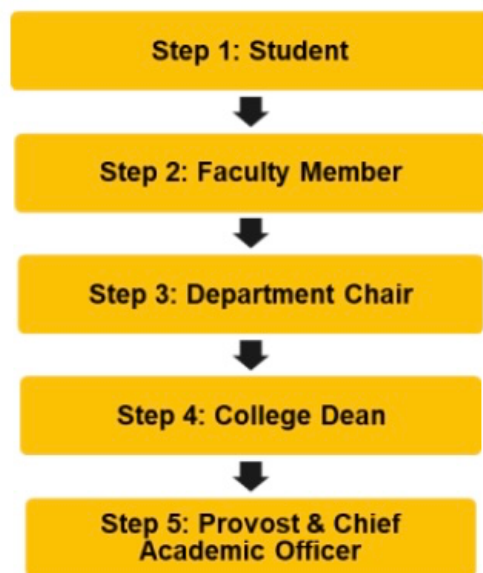 Step 1: Student
Step 2: Faculty Member
Step 3: Department Chair
Step 4: College Dean
Step 5: Provost & Chief
Academic Officer